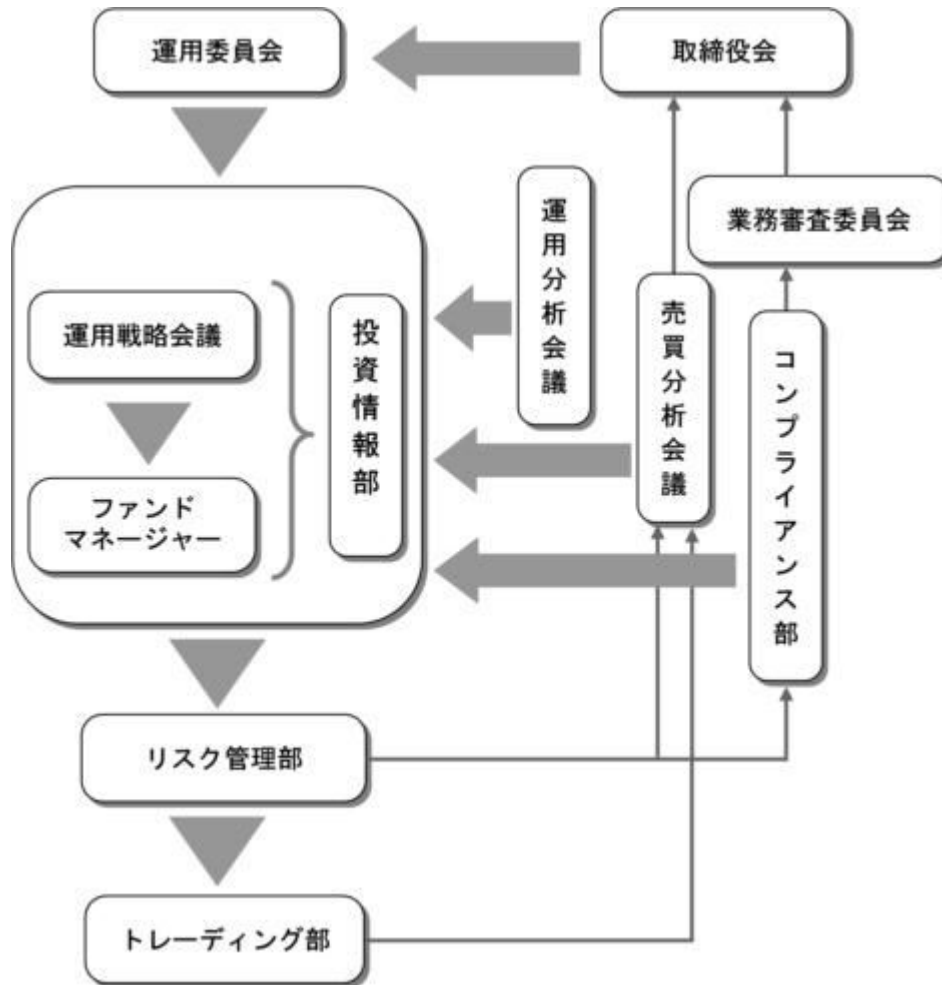 運用委員会
取締役会
業務審査委員会
運用分析会議
売買分析会議
コンプライアンス部
運用戦略会議
投資情報部
ファンド
マネージャー
リスク管理部
トレーディング部